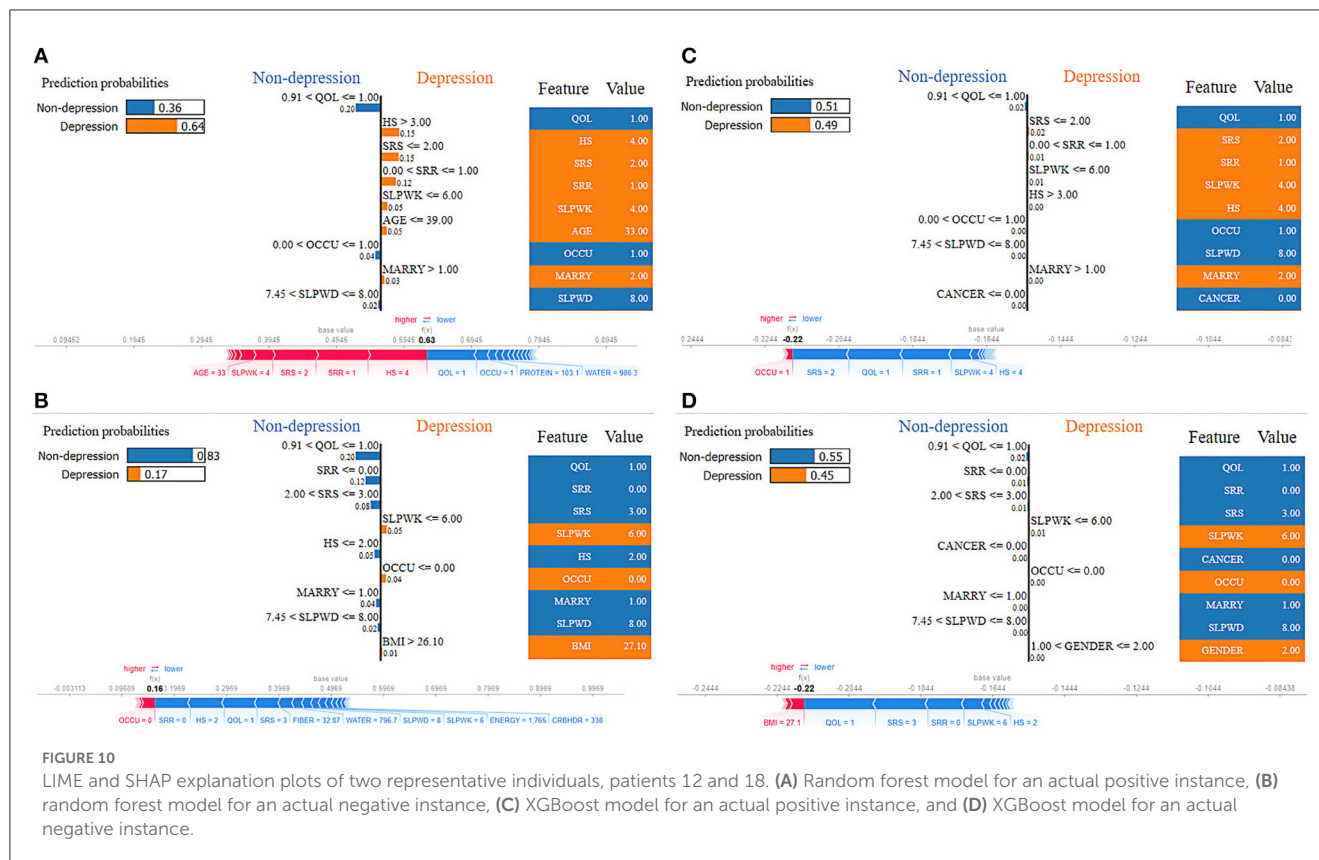 A
Prediction probabilities
Non-depression 0.36
Depression 0.64
Non-depression Depression
0.91 < QOL <= 1.00
0.20
HS > 3.00
0.15
SRS <= 2.00
0.15
0.00 < SRR <= 1.00
0.12
SLPWK <= 6.00
0.05
AGE <= 39.00
0.05
0.00 < OCCU <= 1.00
0.04
MARRY > 1.00
0.03
7.45 < SLPWD <= 8.00
0.02
Feature Value
QOL 1.00
HS 4.00
SRS 2.00
SRR 1.00
SLPWK 4.00
AGE 33.00
OCCU 1.00
MARRY 2.00
SLPWD 8.00
higher ⇄ lower
base value f(x)
0.09452 0.1945 0.2945 0.3945 0.4945 0.5945 0.63 0.6945 0.7945 0.8945
AGE = 33 SLPWK = 4 SRS = 2 SRR = 1 HS = 4 QOL = 1 OCCU = 1 PROTEIN = 103.1 WATER = 986.3
C
Prediction probabilities
Non-depression 0.51
Depression 0.49
Non-depression Depression
0.91 < QOL <= 1.00
0.02
SRS <= 2.00
0.02
0.00 < SRR <= 1.00
0.01
SLPWK <= 6.00
0.01
HS > 3.00
0.00
0.00 < OCCU <= 1.00
0.00
7.45 < SLPWD <= 8.00
0.00
MARRY > 1.00
0.00
CANCER <= 0.00
0.00
Feature Value
QOL 1.00
SRS 2.00
SRR 1.00
SLPWK 4.00
HS 4.00
OCCU 1.00
SLPWD 8.00
MARRY 2.00
CANCER 0.00
higher ⇄ lower
f(x) base value
0.2444 -0.2244 -0.22 -0.2044 -0.1844 -0.1644 -0.1444 -0.1244 -0.1044 -0.0843
OCCU = 1 SRS = 2 QOL = 1 SRR = 1 SLPWK = 4 HS = 4
B
Prediction probabilities
Non-depression 0.83
Depression 0.17
Non-depression Depression
0.91 < QOL <= 1.00
0.20
SRR <= 0.00
0.12
2.00 < SRS <= 3.00
0.08
SLPWK <= 6.00
0.05
HS <= 2.00
0.05
OCCU <= 0.00
0.04
MARRY <= 1.00
0.04
7.45 < SLPWD <= 8.00
0.02
BMI > 26.10
0.01
Feature Value
QOL 1.00
SRR 0.00
SRS 3.00
SLPWK 6.00
HS 2.00
OCCU 0.00
MARRY 1.00
SLPWD 8.00
BMI 27.10
higher ⇄ lower
f(x) base value
-0.003113 0.09689 0.16 0.1969 0.2969 0.3969 0.4969 0.5969 0.6969 0.7969 0.8969 0.9969
OCCU = 0 SRR = 0 HS = 2 QOL = 1 SRS = 3 FIBER = 32.87 WATER = 796.7 SLPWD = 8 SLPWK = 6 ENERGY = 1,765 CRBHDR = 338
D
Prediction probabilities
Non-depression 0.55
Depression 0.45
Non-depression Depression
0.91 < QOL <= 1.00
0.02
SRR <= 0.00
0.01
2.00 < SRS <= 3.00
0.01
SLPWK <= 6.00
0.01
CANCER <= 0.00
0.00
OCCU <= 0.00
0.00
MARRY <= 1.00
0.00
7.45 < SLPWD <= 8.00
0.00
1.00 < GENDER <= 2.00
0.00
Feature Value
QOL 1.00
SRR 0.00
SRS 3.00
SLPWK 6.00
CANCER 0.00
OCCU 0.00
MARRY 1.00
SLPWD 8.00
GENDER 2.00
higher ⇄ lower
f(x) base value
-0.2444 -0.2244 -0.22 -0.2044 -0.1844 -0.1644 -0.1444 -0.1244 -0.1044 -0.08438
BMI = 27.1 QOL = 1 SRS = 3 SRR = 0 SLPWK = 6 HS = 2
FIGURE 10
LIME and SHAP explanation plots of two representative individuals, patients 12 and 18. (A) Random forest model for an actual positive instance, (B)
random forest model for an actual negative instance, (C) XGBoost model for an actual positive instance, and (D) XGBoost model for an actual
negative instance.